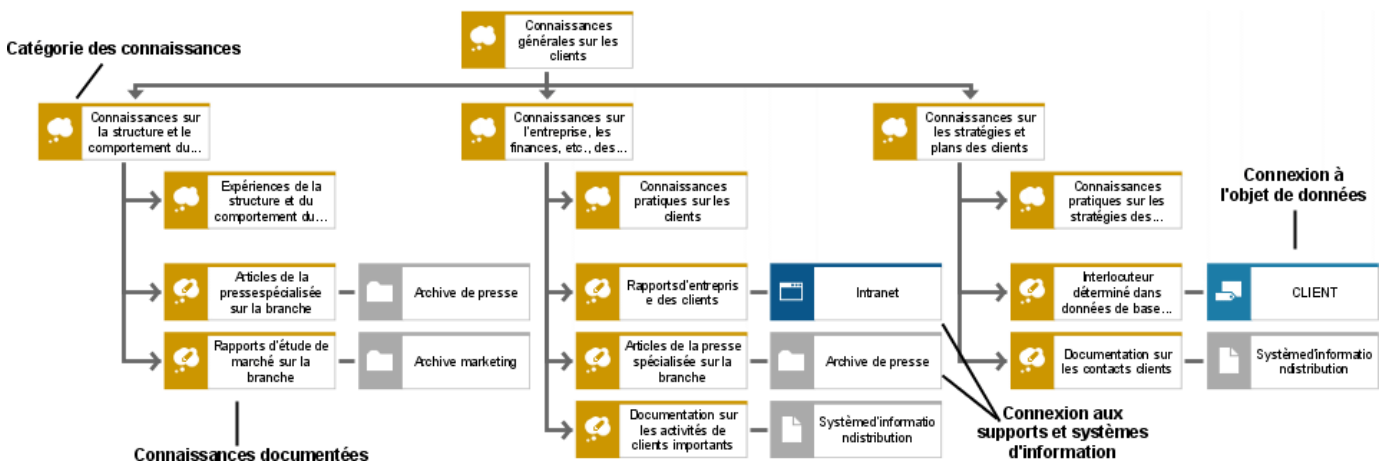 Connaissances
générales sur les
clients
Catégorie des connaissances
Connaissances sur
la structure et le
comportement du...
Connaissances sur
l'entreprise, les
finances, etc., des...
Connaissances sur
les stratégies et
plans des clients
Expériences de la
structure et du
comportement du...
Connaissances
pratiques sur les
clients
Connaissances
pratiques sur les
stratégies des...
Connexion à
l'objet de données
Articles de la
pressespécialisée
sur la branche
Archive de presse
Rapportsd'entrepris
e des clients
Intranet
Interlocuteur
déterminé dans
données de base...
CLIENT
Rapports d'étude de
marché sur la
branche
Archive marketing
Articles de la presse
spécialisée sur la
branche
Archive de presse
Documentation sur
les contacts clients
Systèmed'informatio
ndistribution
Documentation sur
les activités de
clients importants
Systèmed'informatio
ndistribution
Connexion aux
supports et systèmes
d'information
Connaissances documentées